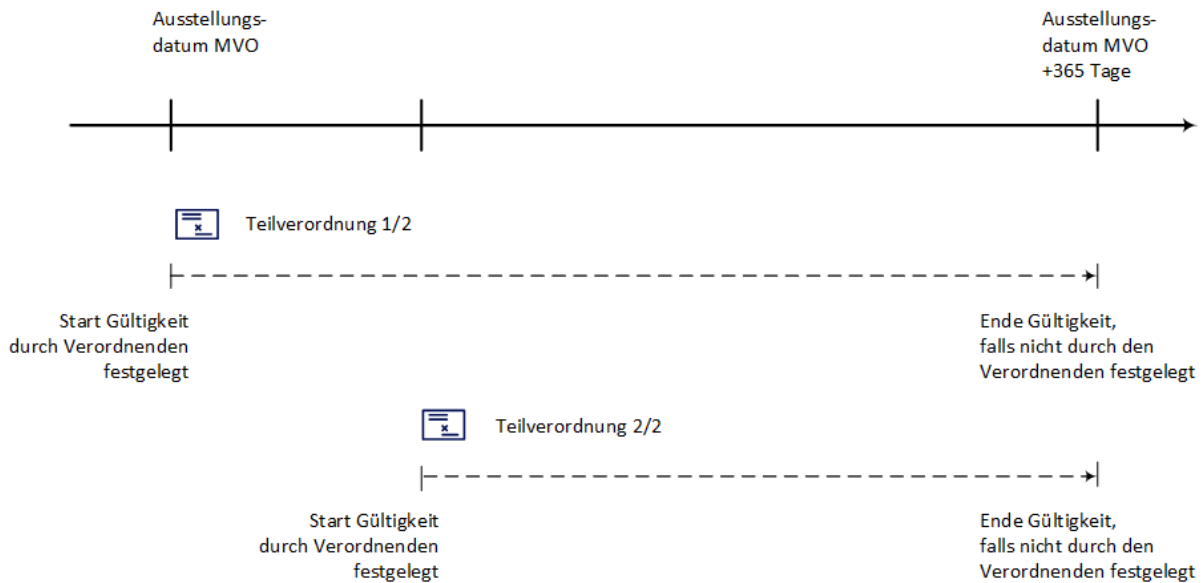 Ausstellungs-
datum MVO
Ausstellungs-
datum MVO
+365 Tage
Teilverordnung 1/2
Start Gültigkeit
durch Verordnenden
festgelegt
Ende Gültigkeit,
falls nicht durch den
Verordnenden festgelegt
Teilverordnung 2/2
Start Gültigkeit
durch Verordnenden
festgelegt
Ende Gültigkeit,
falls nicht durch den
Verordnenden festgelegt